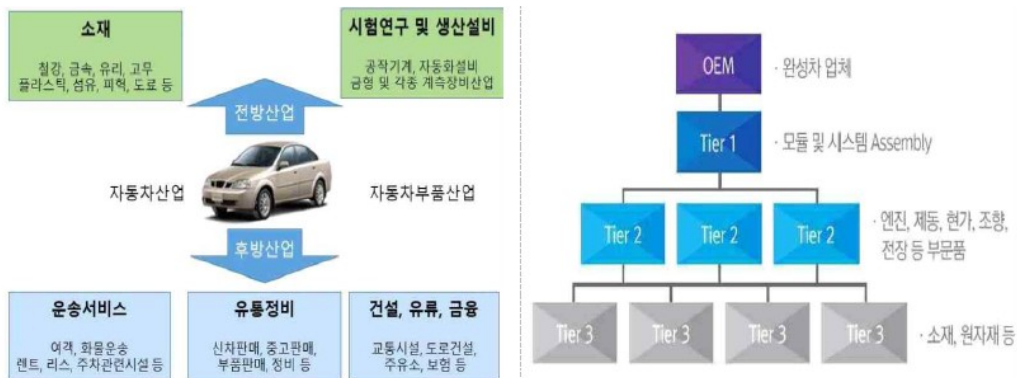 소재
철강, 금속, 유리, 고무
플라스틱, 섬유, 피혁, 도료 등
시험연구 및 생산설비
공작기계, 자동화설비
금형 및 각종 계측장비산업
전방산업
자동차산업
자동차부품산업
후방산업
운송서비스
여객, 화물운송
렌트, 리스, 주차관련시설 등
유통정비
신차판매, 중고판매,
부품판매, 정비 등
건설, 유류, 금융
교통시설, 도로건설,
주유소, 보험 등
OEM
· 완성차 업체
Tier 1
· 모듈 및 시스템 Assembly
Tier 2
Tier 2
Tier 2
· 엔진, 제동, 현가, 조향,
전장 등 부문품
Tier 3
Tier 3
Tier 3
Tier 3
· 소재, 원자재 등